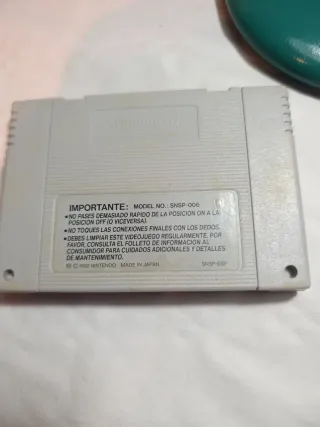 IMPORTANTE: MODEL NO.: SNSP-006
•NO PASES DEMASIADO RAPIDO DE LA POSICION ON A LA
POSICION OFF (O VICEVERSA).
•NO TOQUES LAS CONEXIONES FINALES CON LOS DEDOS.
•DEBES LIMPIAR ESTE VIDEOJUEGO REGULARMENTE, POR
FAVOR, CONSULTA EL FOLLETO DE INFORMACION AL
CONSUMIDOR PARA CUIDADOS ADICIONALES Y DETALLES
DE MANTENIMIENTO.
© 1992 NINTENDO MADE IN JAPAN